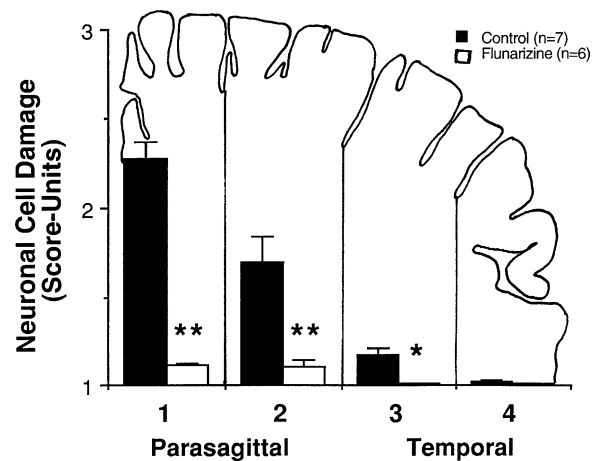 3
2
1
Neuronal Cell Damage
(Score-Units)
Control (n=7)
Flunarizine (n=6)
**
**
*
1 2 3 4
Parasagittal Temporal